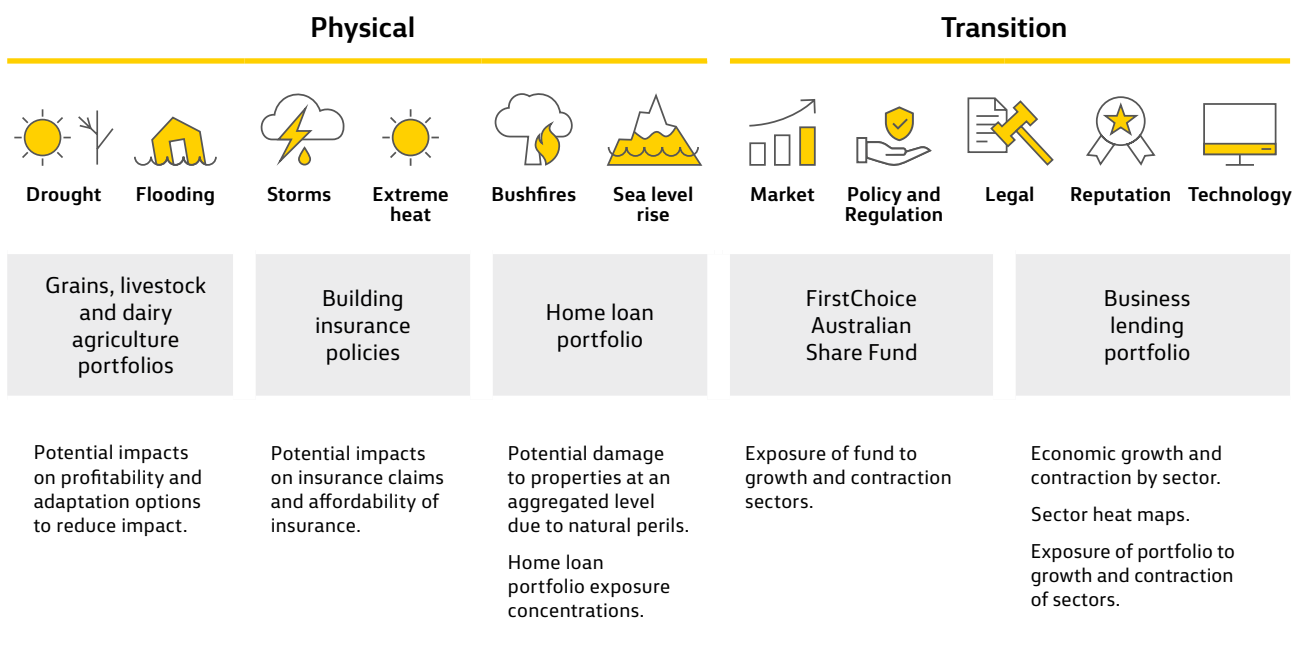 Physical
Transition
Drought
Flooding
Storms
Extreme
heat
Bushfires
Sea level
rise
Market
Policy and
Regulation
Legal
Reputation
Technology
Grains, livestock
and dairy
agriculture
portfolios
Building
insurance
policies
Home loan
portfolio
FirstChoice
Australian
Share Fund
Business
lending
portfolio
Potential impacts
on profitability and
adaptation options
to reduce impact.
Potential impacts
on insurance claims
and affordability of
insurance.
Potential damage
to properties at an
aggregated level
due to natural perils.
Home loan
portfolio exposure
concentrations.
Exposure of fund to
growth and contraction
sectors.
Economic growth and
contraction by sector.
Sector heat maps.
Exposure of portfolio to
growth and contraction
of sectors.